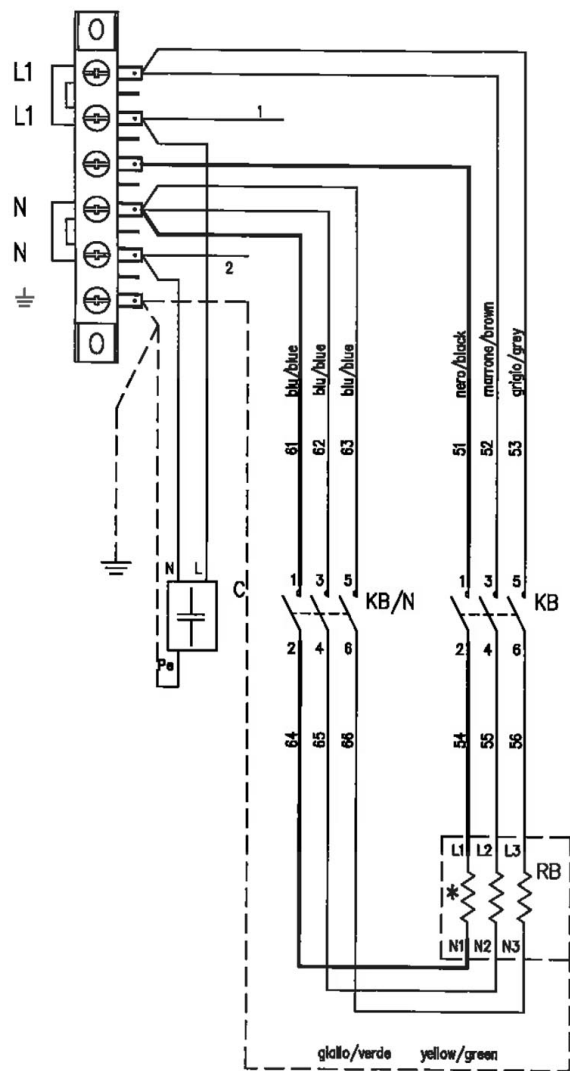 L1
L1
1
N
N
2
blu/blue
blu/blue
blu/blue
nero/black
marrone/brown
grigio/grey
61
62
63
51
52
53
N L
C
Pe
1 3 5
KB/N
2 4 6
1 3 5
KB
2 4 6
64
65
66
54
55
56
L1 L2 L3
RB
*
N1 N2 N3
giallo/verde yellow/green